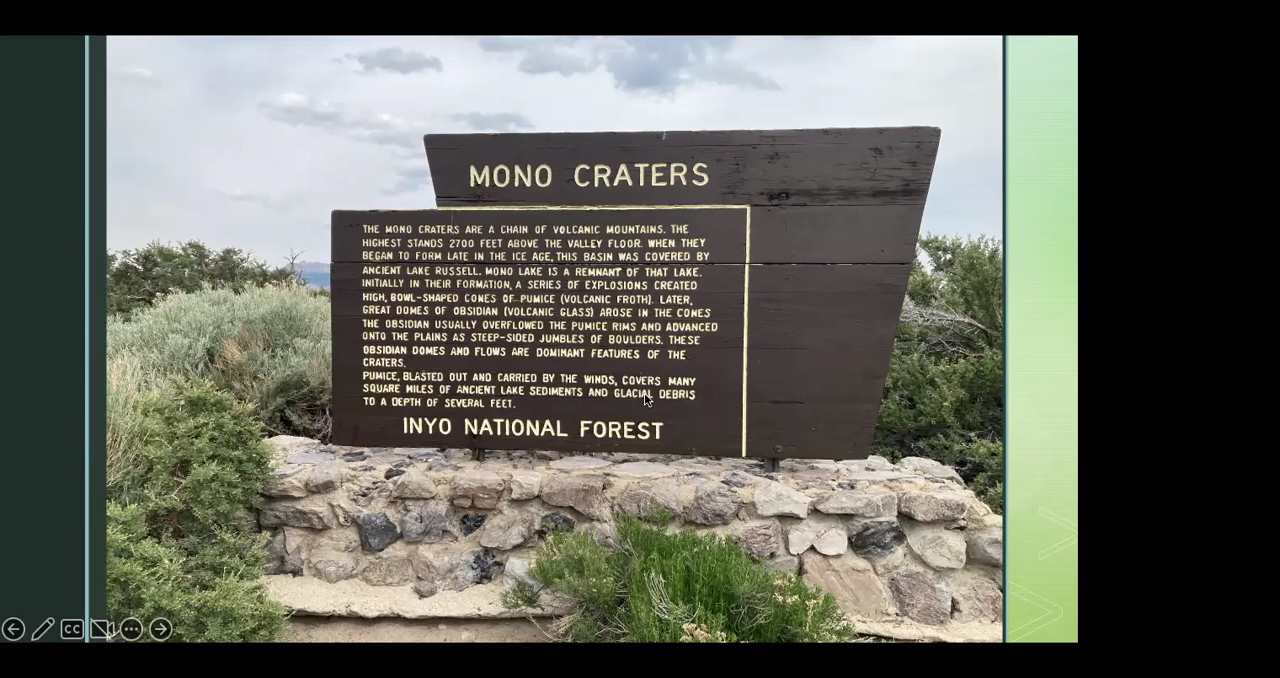 MONO CRATERS
THE MONO CRATERS ARE A CHAIN OF VOLCANIC MOUNTAINS. THE
HIGHEST STANDS 2700 FEET ABOVE THE VALLEY FLOOR. WHEN THEY
BEGAN TO FORM LATE IN THE ICE AGE, THIS BASIN WAS COVERED BY
ANCIENT LAKE RUSSELL. MONO LAKE IS A REMNANT OF THAT LAKE.
INITIALLY IN THEIR FORMATION, A SERIES OF EXPLOSIONS CREATED
HIGH, BOWL-SHAPED CONES OF PUMICE (VOLCANIC FROTH). LATER,
GREAT DOMES OF OBSIDIAN (VOLCANIC GLASS) AROSE IN THE CONES
THE OBSIDIAN USUALLY OVERFLOWED THE PUMICE RIMS AND ADVANCED
ONTO THE PLAINS AS STEEP-SIDED JUMBLES OF BOULDERS. THESE
OBSIDIAN DOMES AND FLOWS ARE DOMINANT FEATURES OF THE
CRATERS.
PUMICE, BLASTED OUT AND CARRIED BY THE WINDS, COVERS MANY
SQUARE MILES OF ANCIENT LAKE SEDIMENTS AND GLACIAL DEBRIS
TO A DEPTH OF SEVERAL FEET.
INYO NATIONAL FOREST
CC